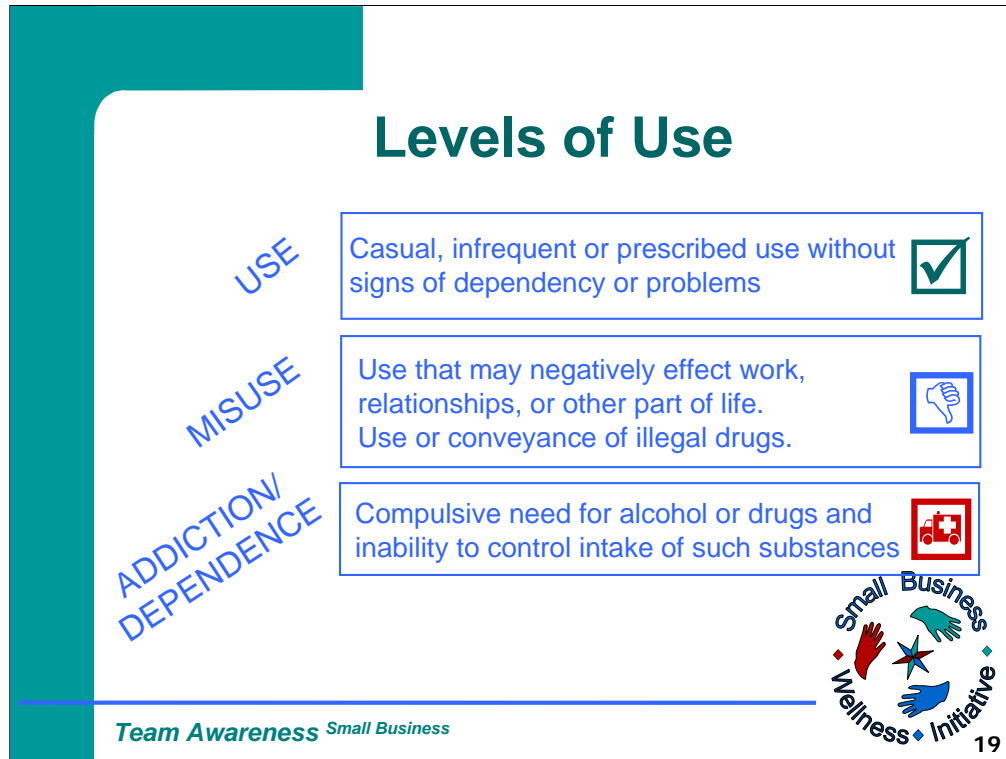 Levels of Use
USE
Casual, infrequent or prescribed use without
signs of dependency or problems
MISUSE
Use that may negatively effect work,
relationships, or other part of life.
Use or conveyance of illegal drugs.
ADDICTION/
DEPENDENCE
Compulsive need for alcohol or drugs and
inability to control intake of such substances
Small Business
Wellness Initiative
Team Awareness Small Business
19